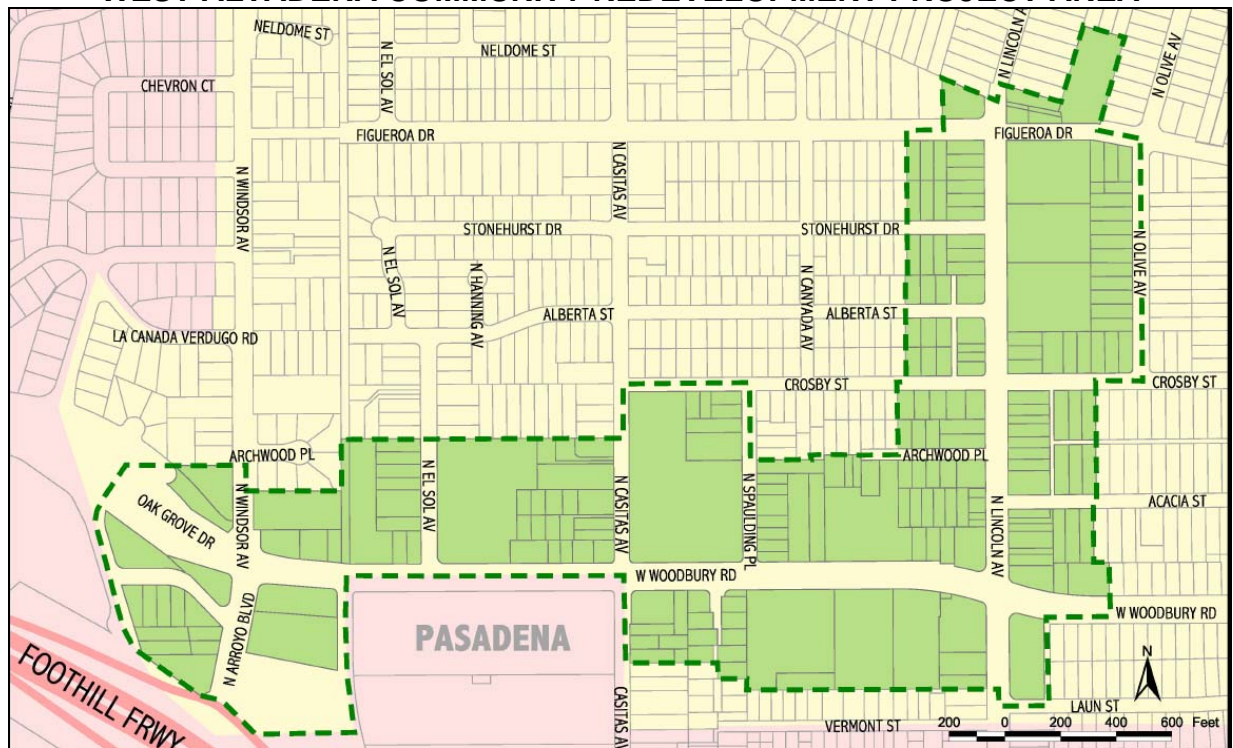 WEST ALTADENA COMMUNITY REDEVELOPMENT PROJECT AREA
NELDOME ST
N EL SOL AV
NELDOME ST
N LINCOLN A
N OLIVE AV
CHEVRON CT
FIGUEROA DR
FIGUEROA DR
N WINDSOR AV
N CASITAS AV
STONEHURST DR
STONEHURST DR
N EL SOL AV
N HANNING AV
N CANYADA AV
N OLIVE AV
ALBERTA ST
ALBERTA ST
LA CANADA VERDUGO RD
CROSBY ST
CROSBY ST
ARCHWOOD PL
ARCHWOOD PL
OAK GROVE DR
N WINDSOR AV
N EL SOL AV
N CASITAS AV
N SPAULDING PL
N LINCOLN AV
ACACIA ST
W WOODBURY RD
W WOODBURY RD
N ARROYO BLVD
PASADENA
FOOTHILL FRWY
CASITAS AV
VERMONT ST
LAUN ST
N
200 0 200 400 600 Feet